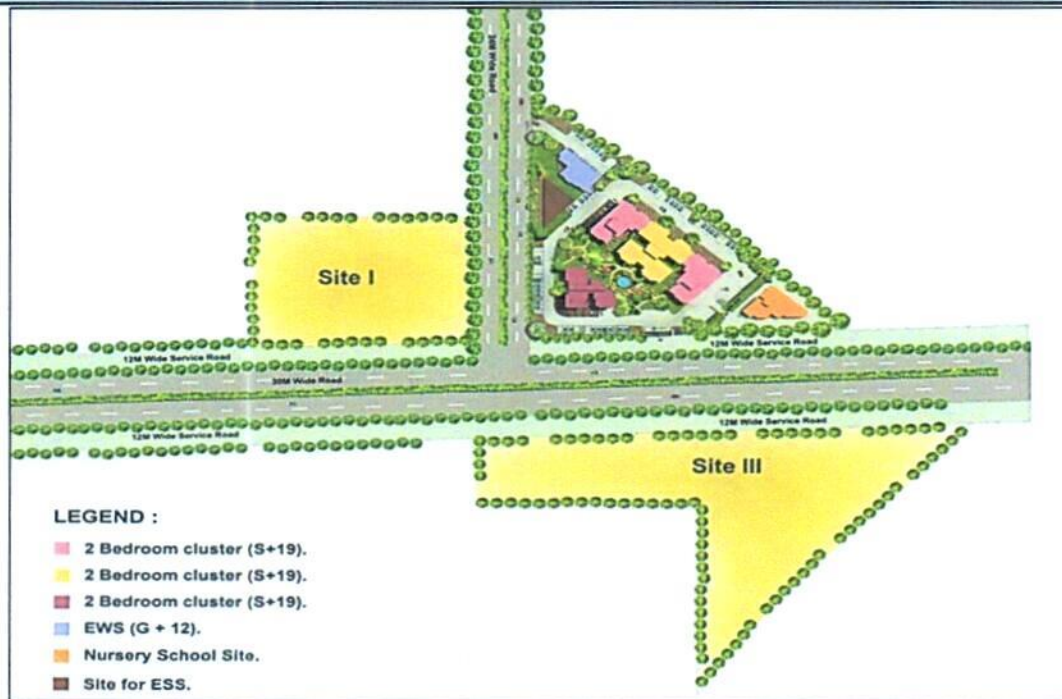 Site I
12M Wide Service Road
12M Wide Service Road
30M Wide Road
12M Wide Service Road
12M Wide Service Road
Site III
LEGEND :
2 Bedroom cluster (S+19).
2 Bedroom cluster (S+19).
2 Bedroom cluster (S+19).
EWS (G + 12).
Nursery School Site.
Site for ESS.